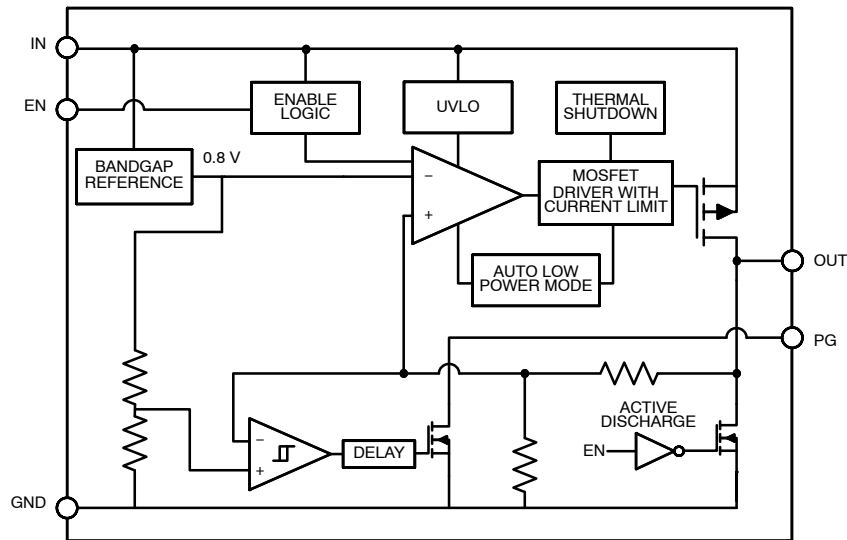 IN
EN
ENABLE
LOGIC
UVLO
THERMAL
SHUTDOWN
BANDGAP
REFERENCE
0.8 V
−
+
MOSFET
DRIVER WITH
CURRENT LIMIT
AUTO LOW
POWER MODE
OUT
PG
−
+
DELAY
ACTIVE
DISCHARGE
EN
GND